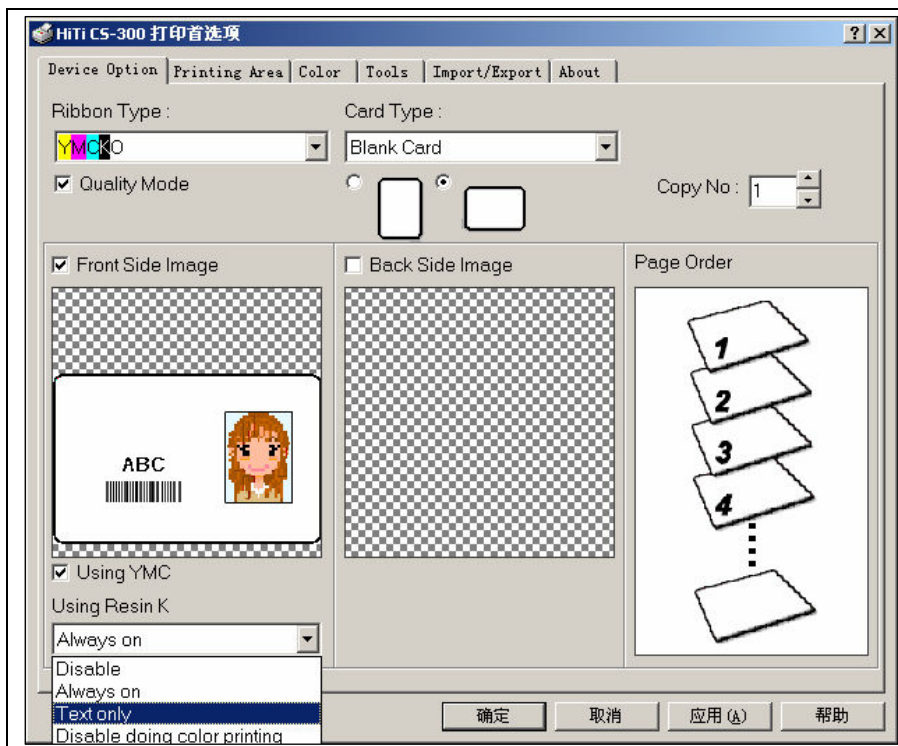 HiTi CS-300 打印首选项
Device Option Printing Area Color Tools Import/Export About
Ribbon Type :
YMCKO
Card Type :
Blank Card
Quality Mode
Copy No : 1
Front Side Image
Back Side Image
Page Order
ABC
1
2
3
4
Using YMC
Using Resin K
Always on
Disable
Always on
Text only
Disable doing color printing
确定 取消 应用(A) 帮助